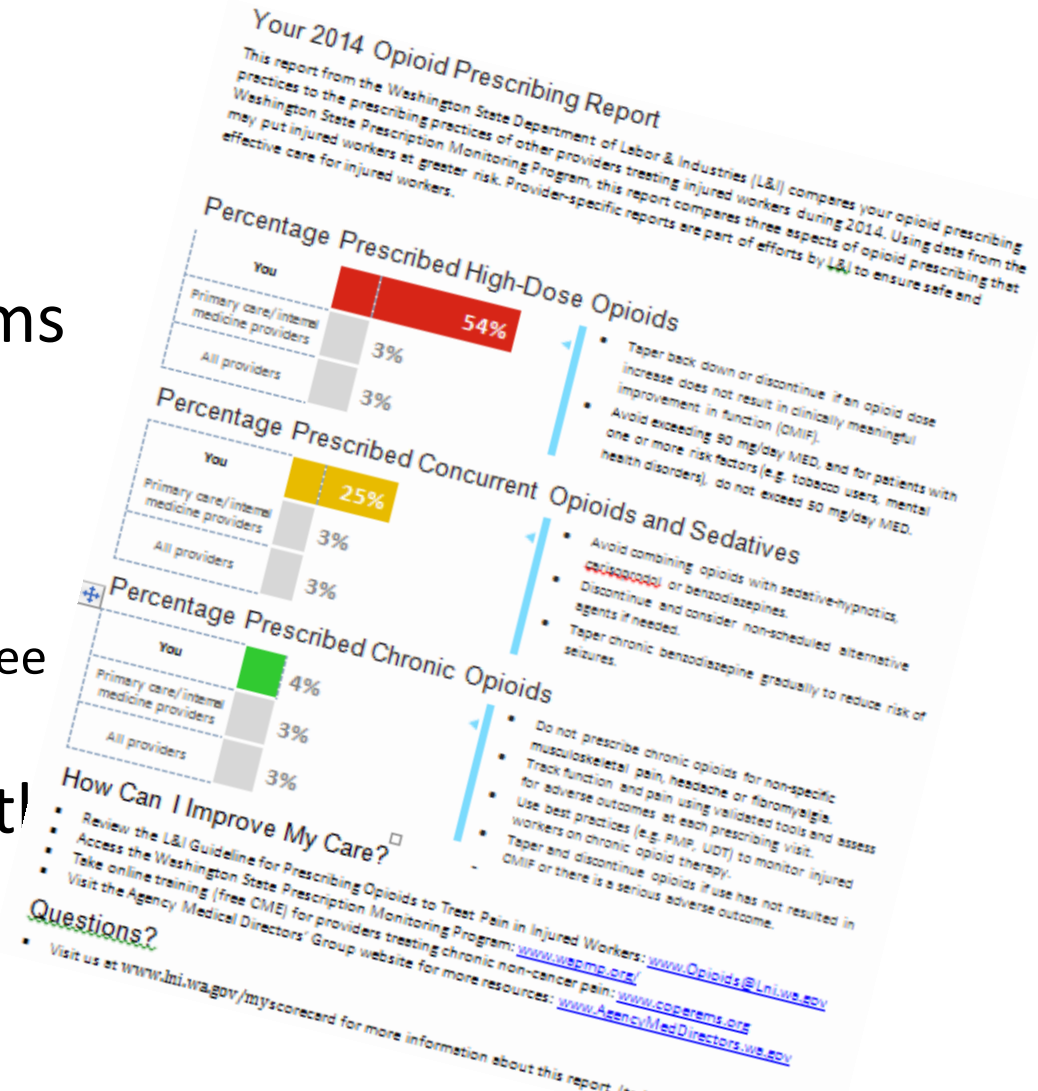 Your 2014 Opioid Prescribing Report
This report from the Washington State Department of Labor & Industries (L&I) compares your opioid prescribing
practices to the prescribing practices of other providers treating injured workers during 2014. Using data from the
Washington State Prescription Monitoring Program, this report compares three aspects of opioid prescribing that
may put injured workers at greater risk. Provider-specific reports are part of efforts by L&I to ensure safe and
effective care for injured workers.
Percentage Prescribed High-Dose Opioids
You
54%
Primary care/internal
medicine providers
3%
All providers
3%
• Taper back down or discontinue if an opioid dose
increase does not result in clinically meaningful
improvement in function (CMIF).
• Avoid exceeding 90 mg/day MED, and for patients with
one or more risk factors (e.g. tobacco users, mental
health disorders), do not exceed 50 mg/day MED.
ms
Percentage Prescribed Concurrent Opioids and Sedatives
You
25%
Primary care/internal
medicine providers
3%
All providers
3%
• Avoid combining opioids with sedative-hypnotics,
carisoprodol or benzodiazepines.
• Discontinue and consider non-scheduled alternative
agents if needed.
• Taper chronic benzodiazepine gradually to reduce risk of
seizures.
ee
Percentage Prescribed Chronic Opioids
You
4%
Primary care/internal
medicine providers
3%
All providers
3%
• Do not prescribe chronic opioids for non-specific
musculoskeletal pain, headache or fibromyalgia.
• Track function and pain using validated tools and assess
for adverse outcomes at each prescribing visit.
• Use best practices (e.g. PMP, UDT) to monitor injured
workers on chronic opioid therapy.
• Taper and discontinue opioids if use has not resulted in
CMIF or there is a serious adverse outcome.
How Can I Improve My Care?
• Review the L&I Guideline for Prescribing Opioids to Treat Pain in Injured Workers: www.Opioids@Lni.wa.gov
• Access the Washington State Prescription Monitoring Program: www.wapmp.org/
• Take online training (free CME) for providers treating chronic non-cancer pain: www.coperems.org
• Visit the Agency Medical Directors' Group website for more resources: www.AgencyMedDirectors.wa.gov
Questions?
• Visit us at www.lni.wa.gov/myscorecard for more information about this report